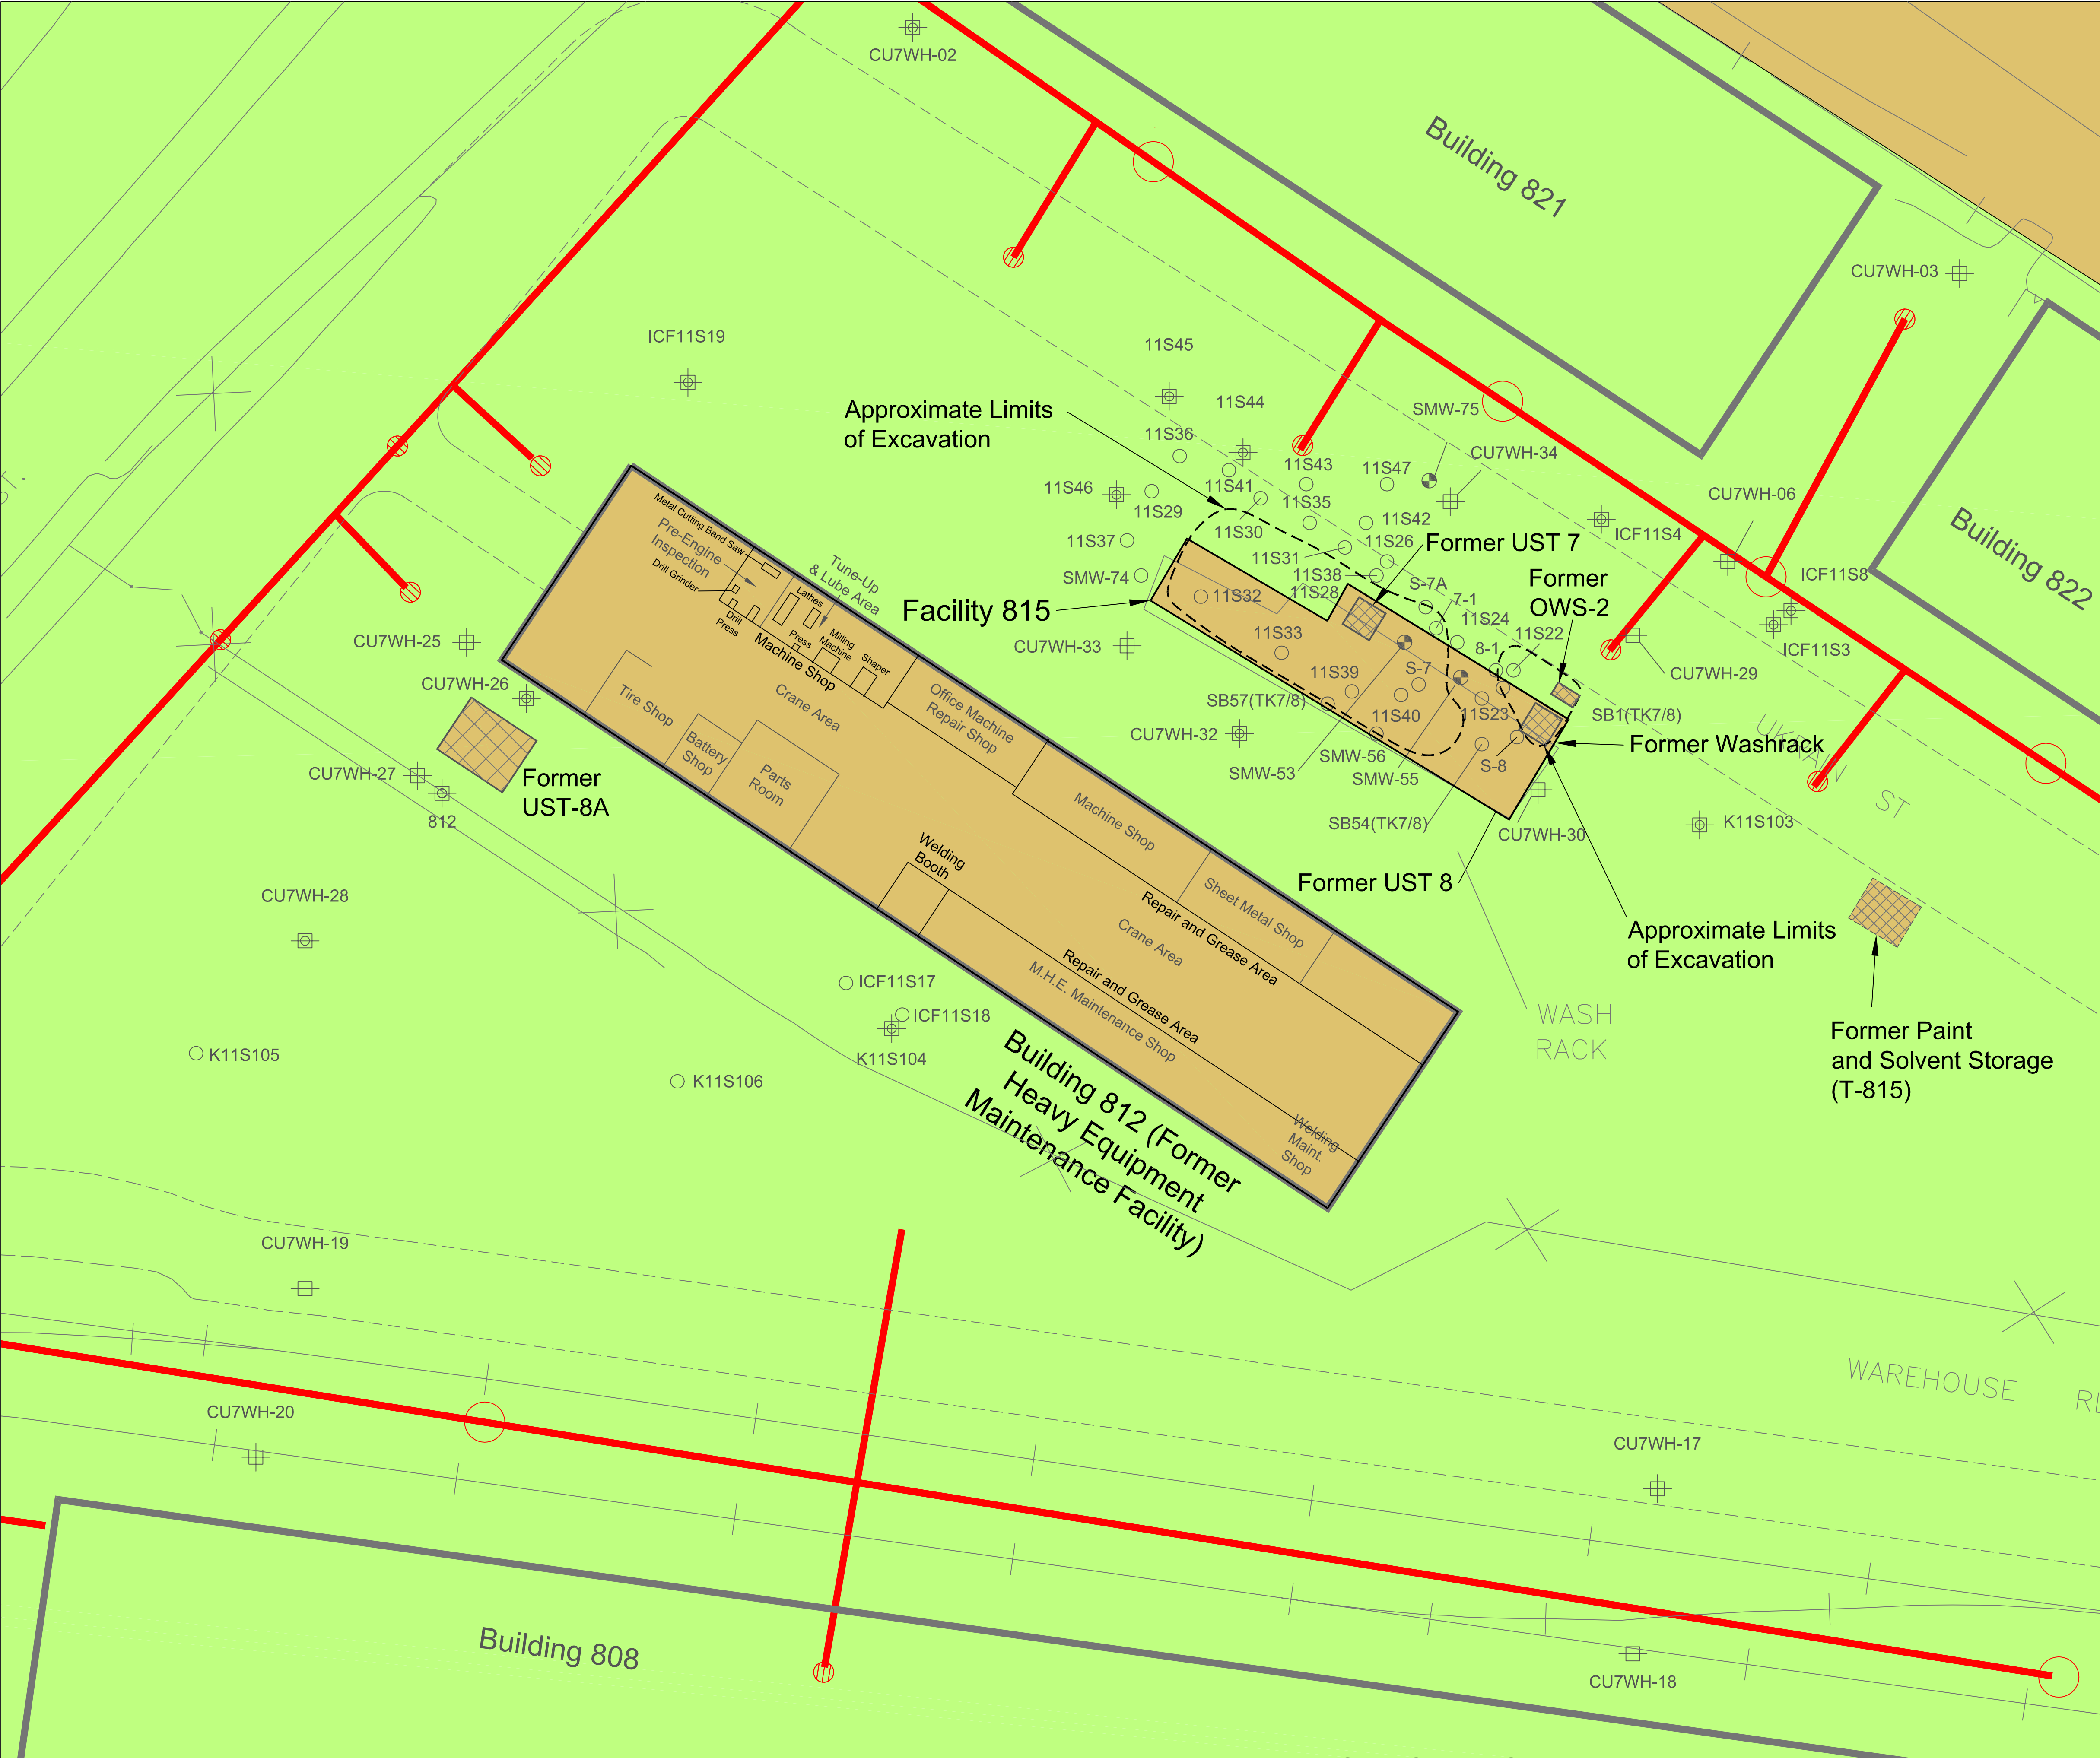 CU7WH-02
Building 821
CU7WH-03
ICF11S19
11S45
Approximate Limits
of Excavation
11S44
SMW-75
11S36
CU7WH-34
11S43
11S47
11S46
11S41
CU7WH-06
11S29
11S35
Building 822
11S30
11S42
ICF11S4
11S37
11S26
Former UST 7
11S31
SMW-74
11S38
S-7A
Former
OWS-2
ICF11S8
11S32
11S28
7-1
Facility 815
11S24
11S22
11S33
8-1
CU7WH-33
ICF11S3
CU7WH-29
S-7
11S39
SB57(TK7/8)
11S40
11S23
SB1(TK7/8)
CU7WH-32
UKRAIN
ST
Former Washrack
SMW-56
SMW-53
SMW-55
S-8
SB54(TK7/8)
CU7WH-30
K11S103
Former UST 8
Approximate Limits
of Excavation
Former Paint
and Solvent Storage
(T-815)
WASH
RACK
Metal Cutting Band Saw
Pre-Engine
Inspection
Drill Grinder
Tune-Up
& Lube Area
Lathes
Drill
Press
Press
Milling
Machine
Shaper
Machine Shop
CU7WH-25
CU7WH-26
Tire Shop
Crane Area
Office Machine
Repair Shop
Battery
Shop
Parts
Room
CU7WH-27
Former
UST-8A
812
Machine Shop
Welding
Booth
Sheet Metal Shop
Repair and Grease Area
Crane Area
Repair and Grease Area
M.H.E. Maintenance Shop
Welding
Maint.
Shop
CU7WH-28
ICF11S17
ICF11S18
K11S104
K11S105
K11S106
Building 812 (Former
Heavy Equipment
Maintenance Facility)
CU7WH-19
WAREHOUSE
CU7WH-20
CU7WH-17
Building 808
CU7WH-18